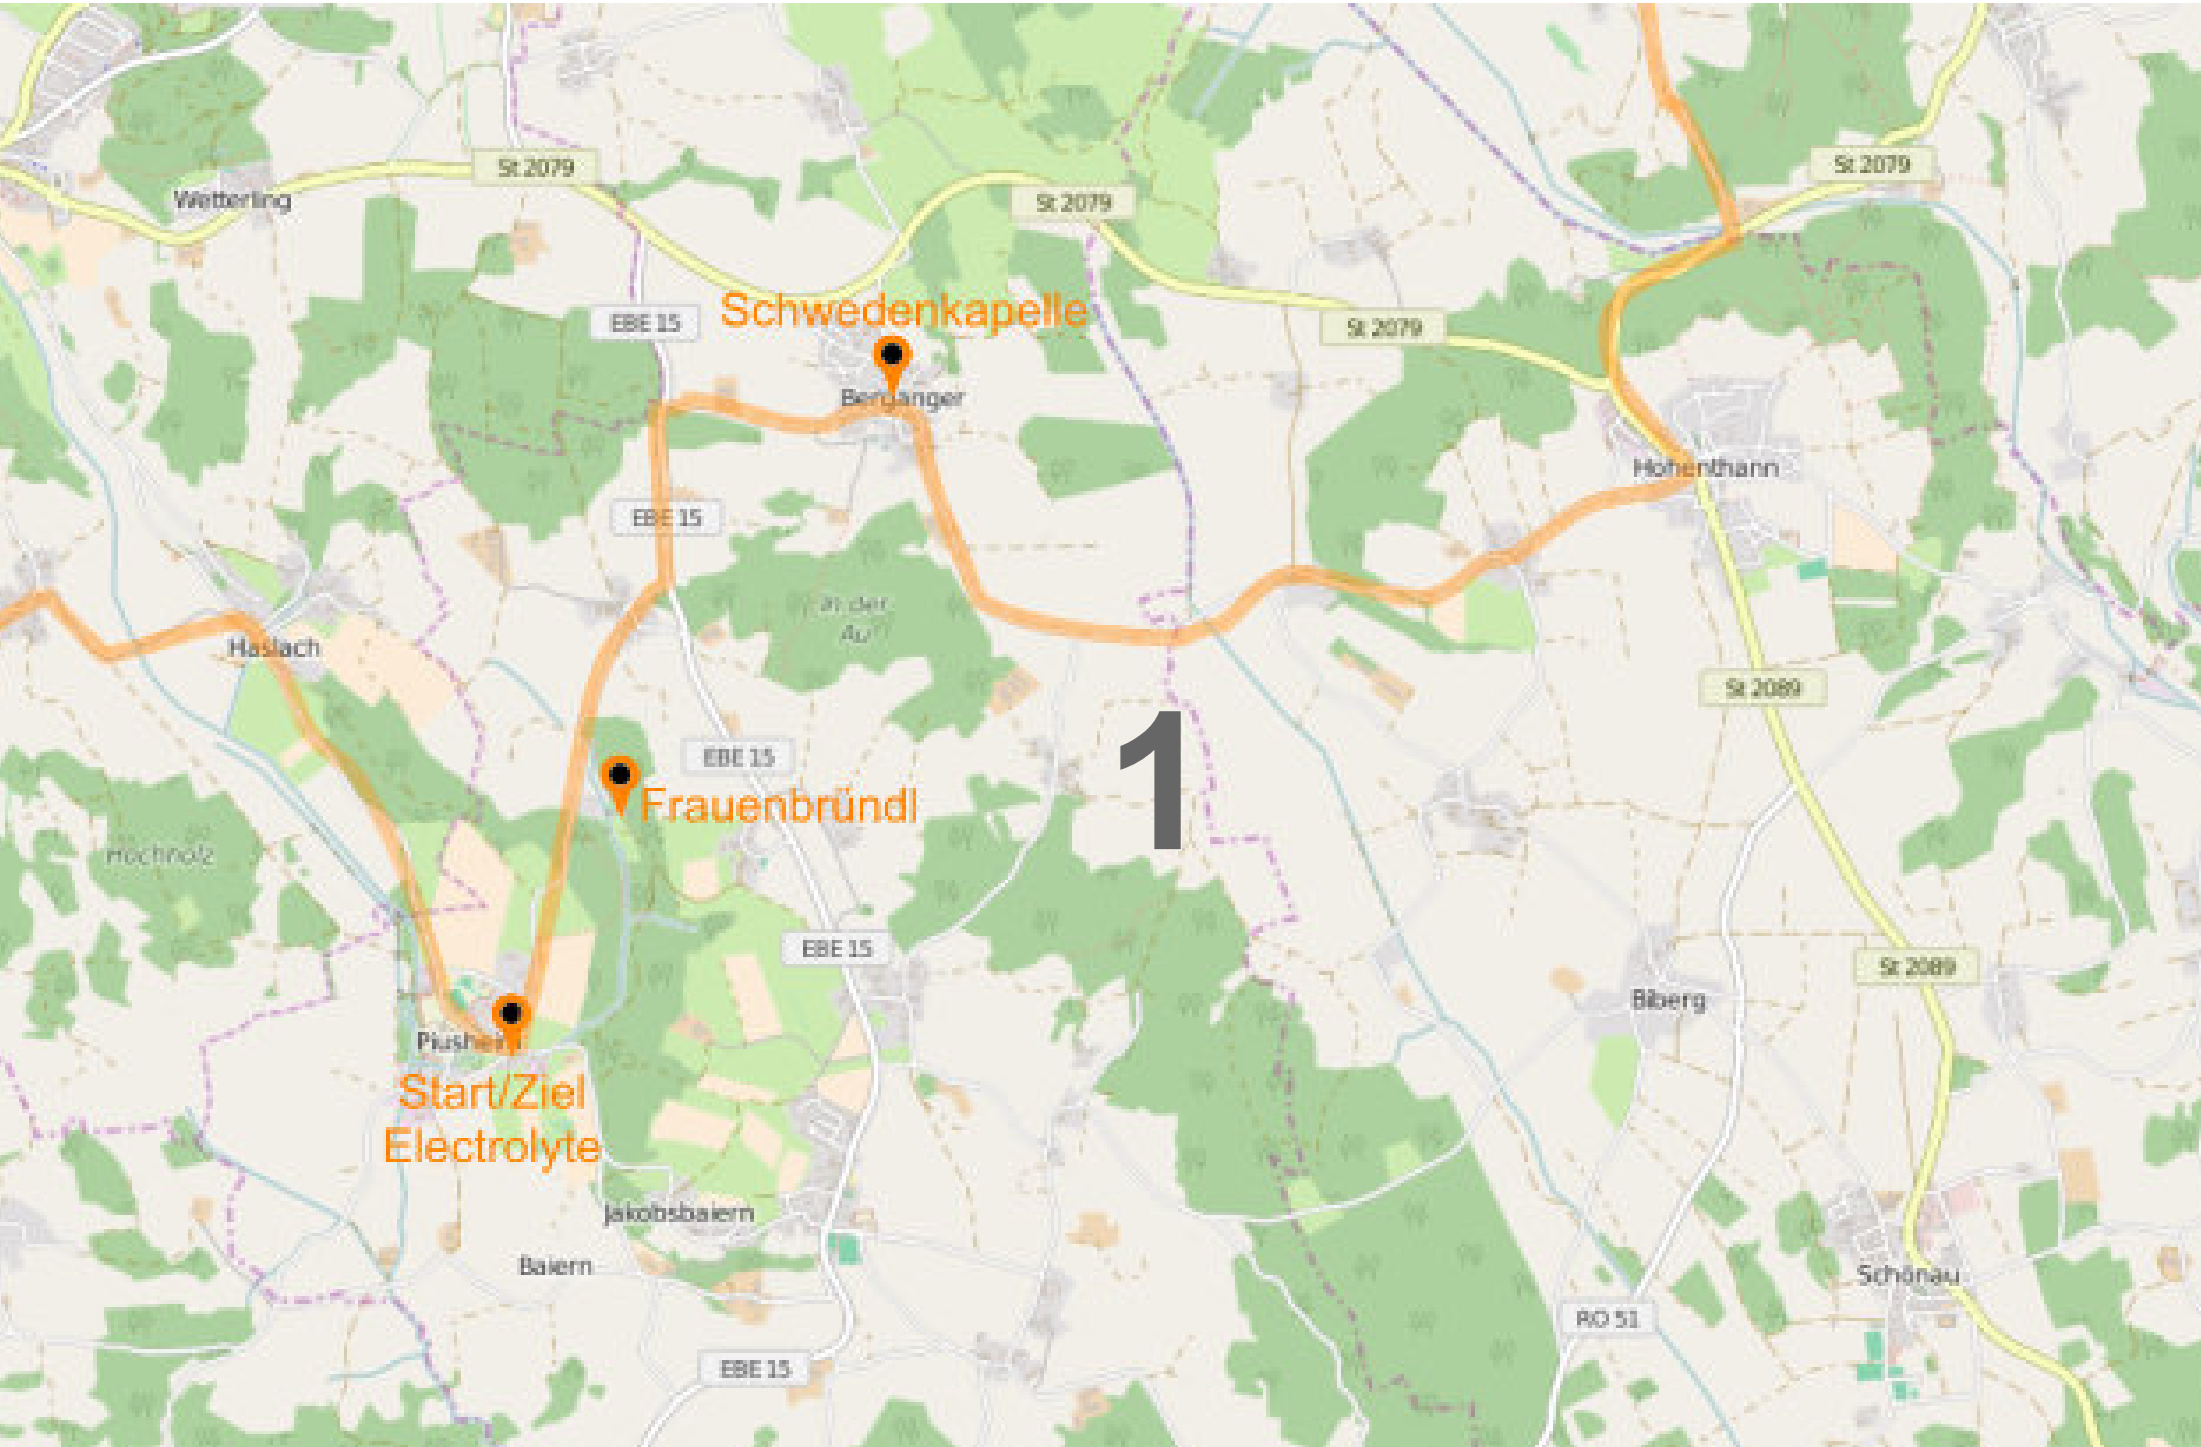 St 2079
St 2079
Wetterling
St 2079
EBE 15
Schwedenkapelle
St 2079
Berganger
Hohenthann
EBE 15
In der
Au
Haslach
St 2089
EBE 15
1
Frauenbründl
Hochholz
EBE 15
St 2089
Biberg
Piusheim
Start/Ziel
Electrolyte
Jakobsbaiern
Baiern
Schönau
RO 51
EBE 15